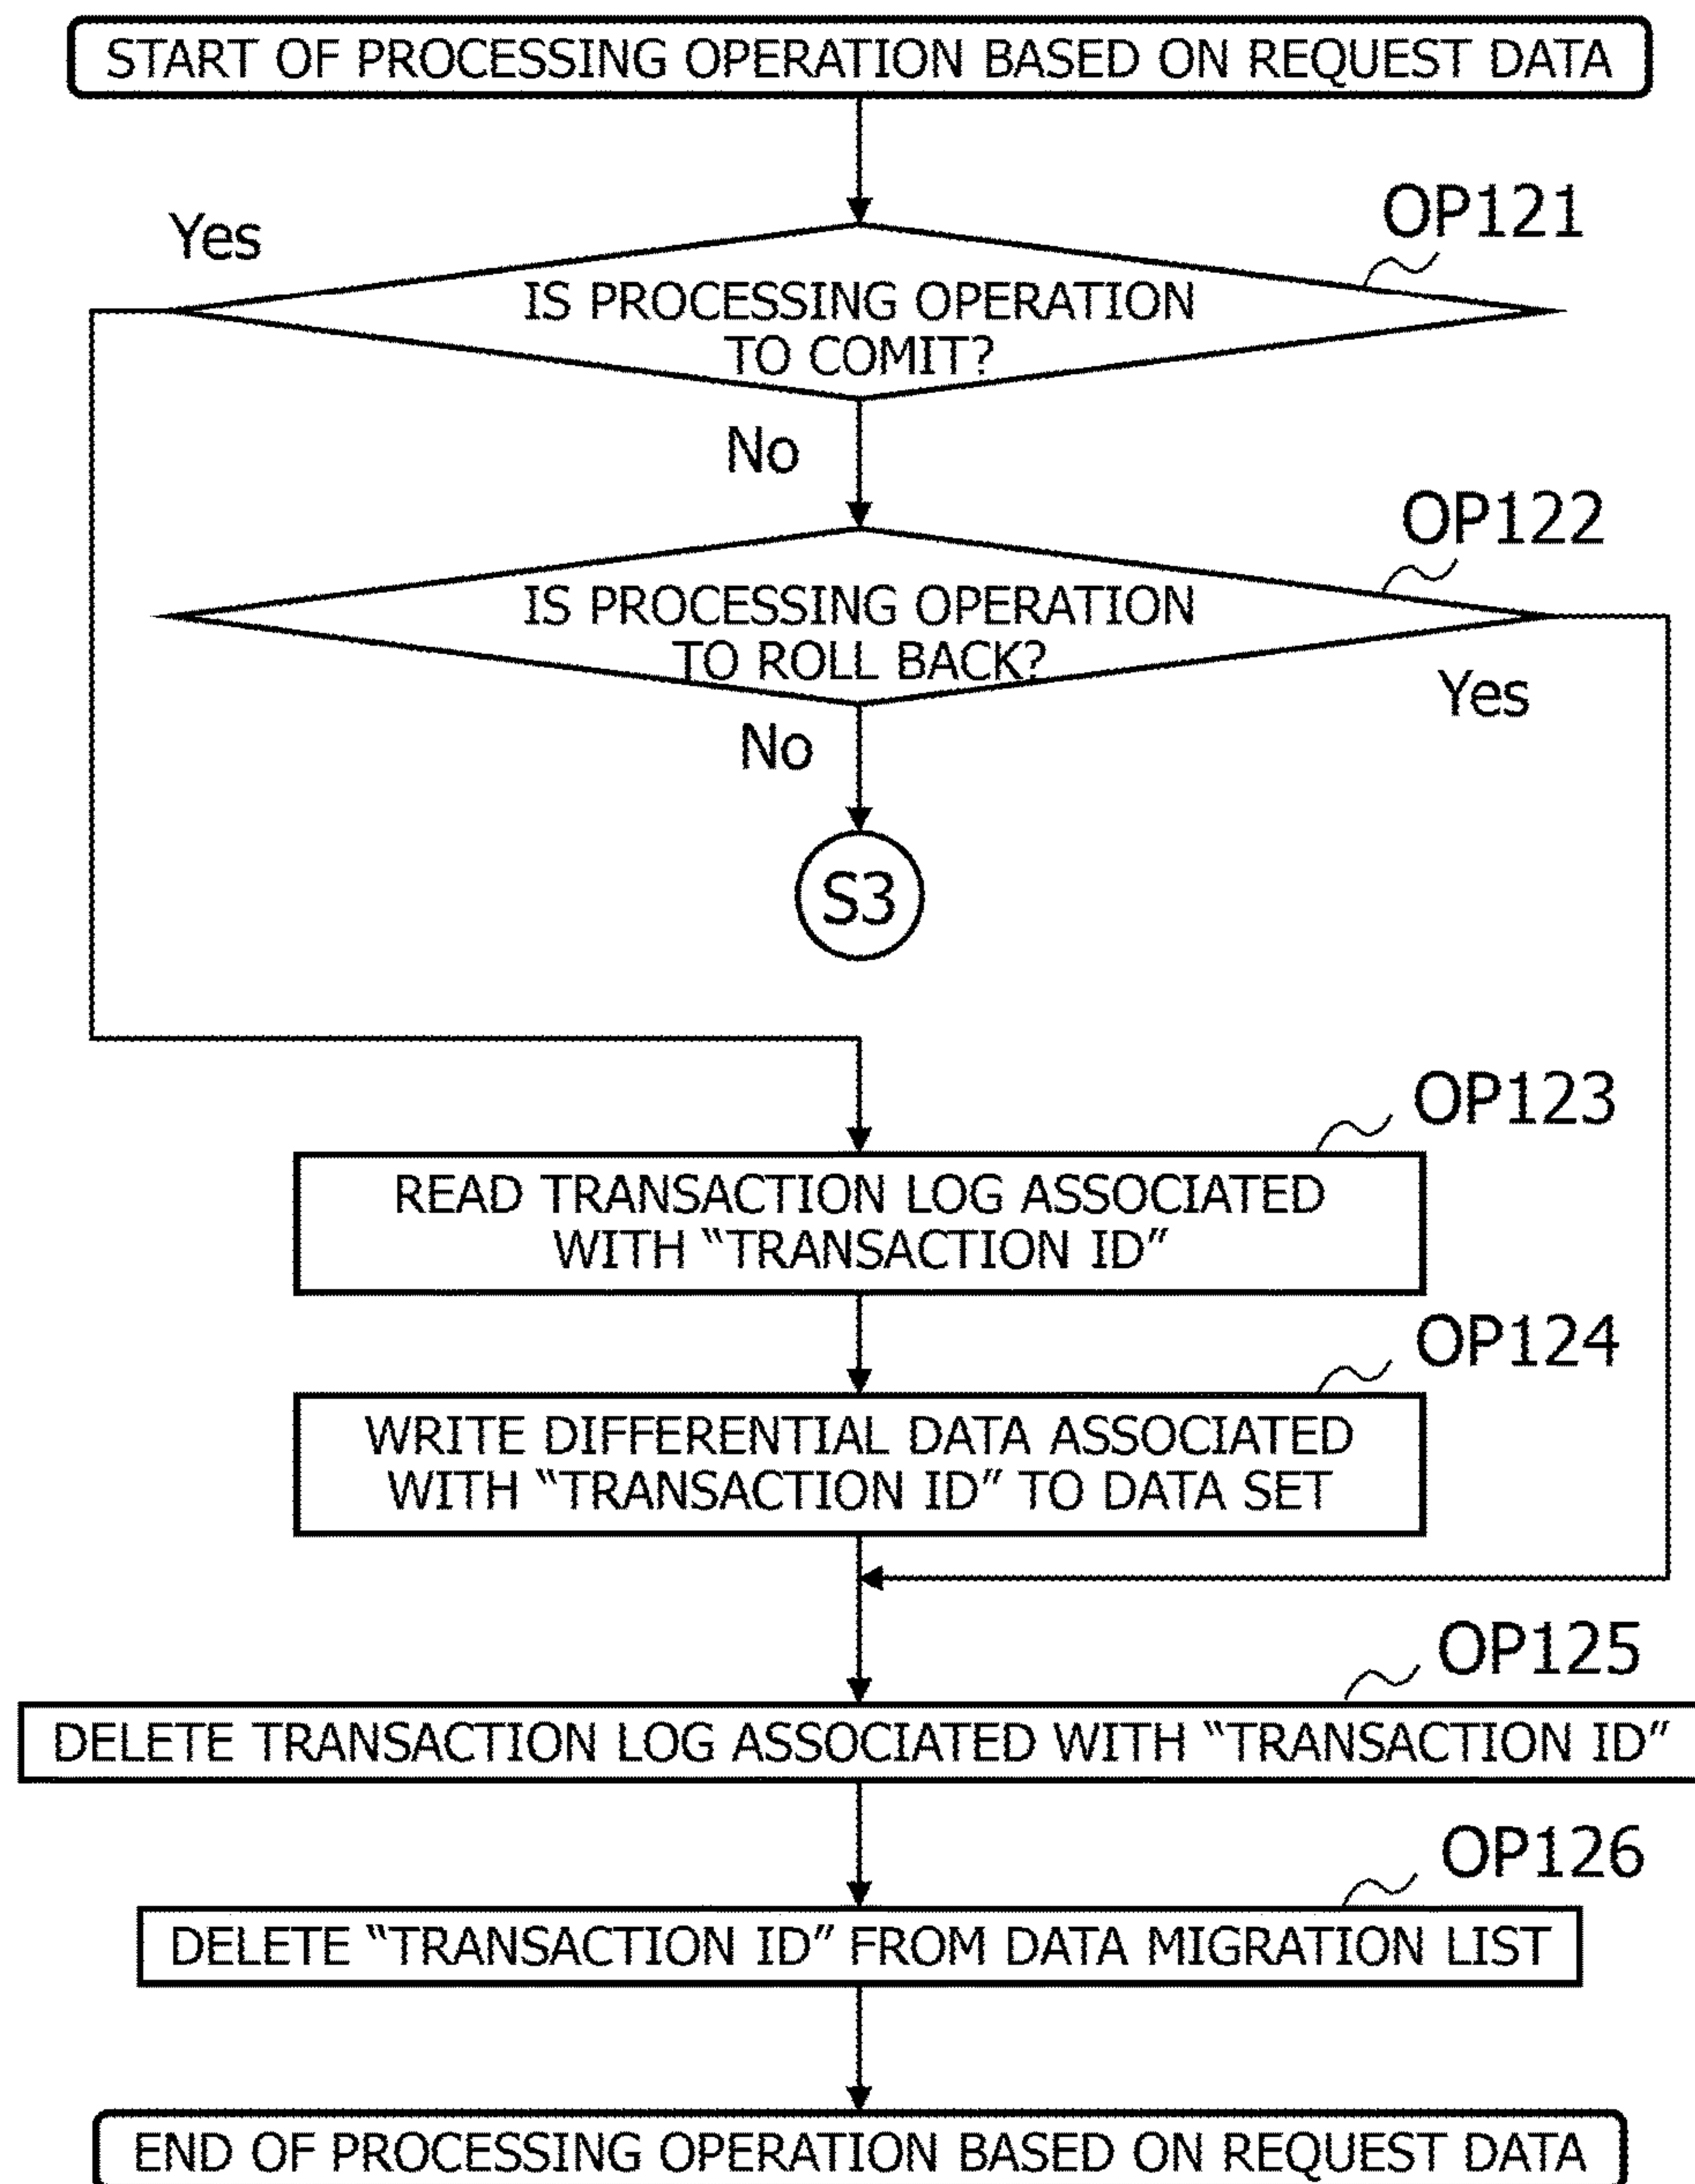 START OF PROCESSING OPERATION BASED ON REQUEST DATA
OP121
Yes
IS PROCESSING OPERATION
TO COMIT?
No
OP122
IS PROCESSING OPERATION
TO ROLL BACK?
Yes
No
S3
OP123
READ TRANSACTION LOG ASSOCIATED
WITH “TRANSACTION ID”
OP124
WRITE DIFFERENTIAL DATA ASSOCIATED
WITH “TRANSACTION ID” TO DATA SET
OP125
DELETE TRANSACTION LOG ASSOCIATED WITH “TRANSACTION ID”
OP126
DELETE “TRANSACTION ID” FROM DATA MIGRATION LIST
END OF PROCESSING OPERATION BASED ON REQUEST DATA